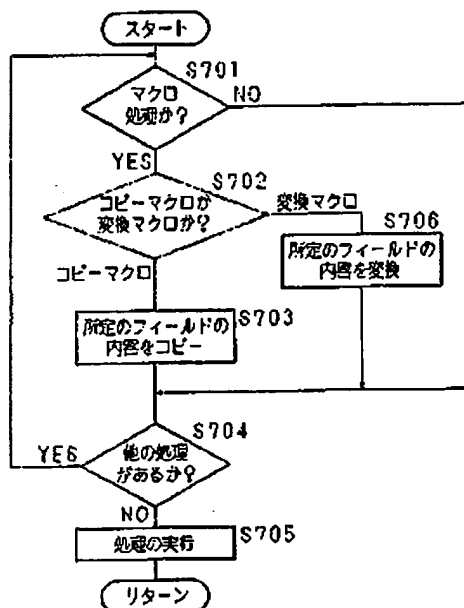 スタート
S701
マクロ
処理か?
NO
YES
S702
コピーマクロか
変換マクロか?
変換マクロ
S706
所定のフィールドの
内容を変換
コピーマクロ
S703
所定のフィールドの
内容をコピー
S704
他の処理
があるか?
YES
NO
S705
処理の実行
リターン